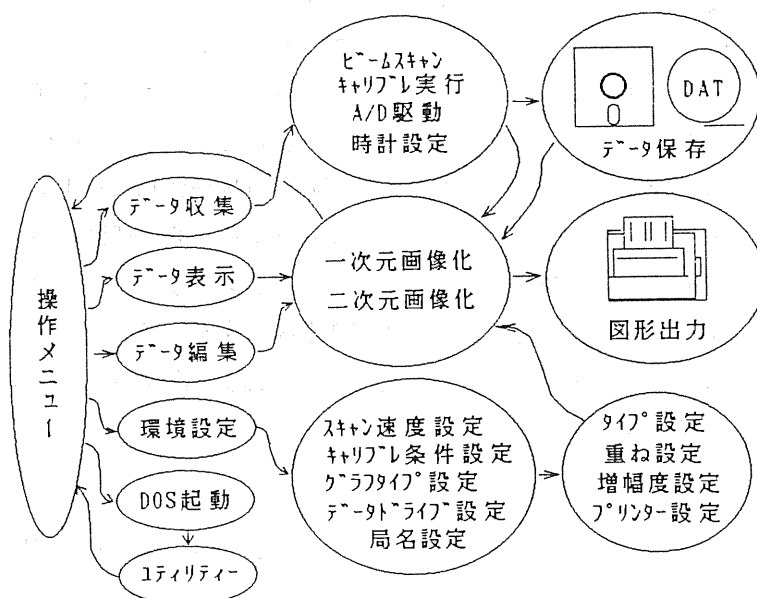 操作メニュー
データ収集
データ表示
データ編集
環境設定
DOS起動
ユティリティー
ビームスキャン
キャリブレ実行
A/D駆動
時計設定
DAT
データ保存
一次元画像化
二次元画像化
図形出力
スキャン速度設定
キャリブレ条件設定
グラフタイプ設定
データドライブ設定
局名設定
タイプ設定
重ね設定
増幅度設定
プリンター設定